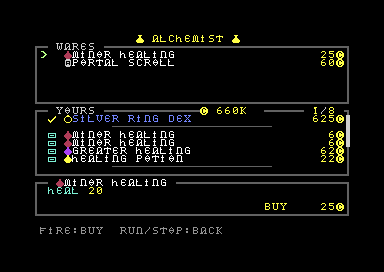 ALCHEMIST
WARES
MINOR HEALING 25
PORTAL SCROLL 60
YOURS 660K 1/8
SILVER RING DEX 625
MINOR HEALING 6
MINOR HEALING 6
GREATER HEALING 62
HEALING POTION 22
MINOR HEALING
HEAL 20
BUY 25
FIRE:BUY RUN/STOP:BACK